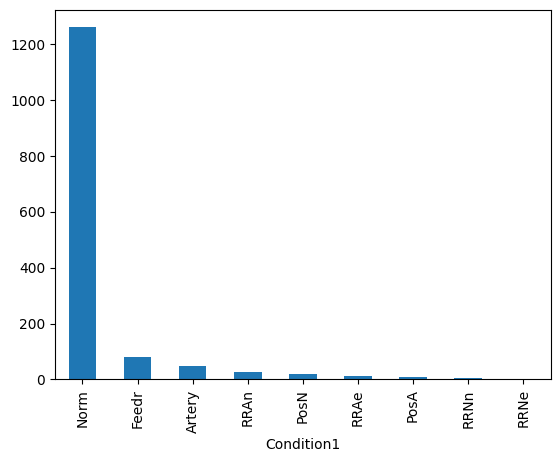 1200
1000
800
600
400
200
0
Norm
Feedr
Artery
RRAn
PosN
RRAe
PosA
RRNn
RRNe
Condition1